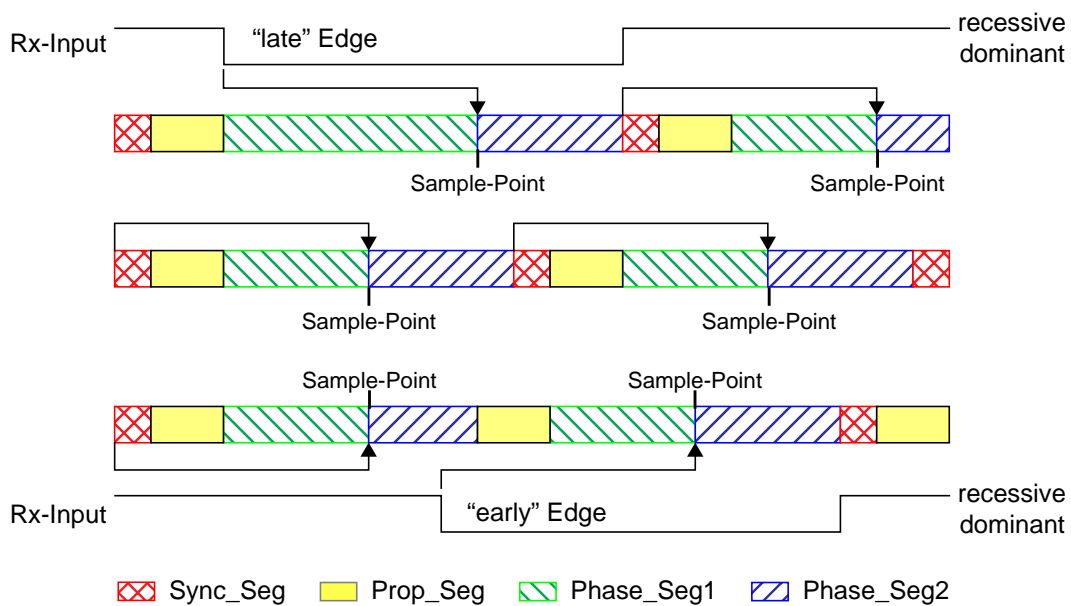 Rx-Input “late” Edge recessive
dominant
Sample-Point Sample-Point
Sample-Point Sample-Point
Sample-Point Sample-Point
Rx-Input “early” Edge recessive
dominant
Sync_Seg Prop_Seg Phase_Seg1 Phase_Seg2